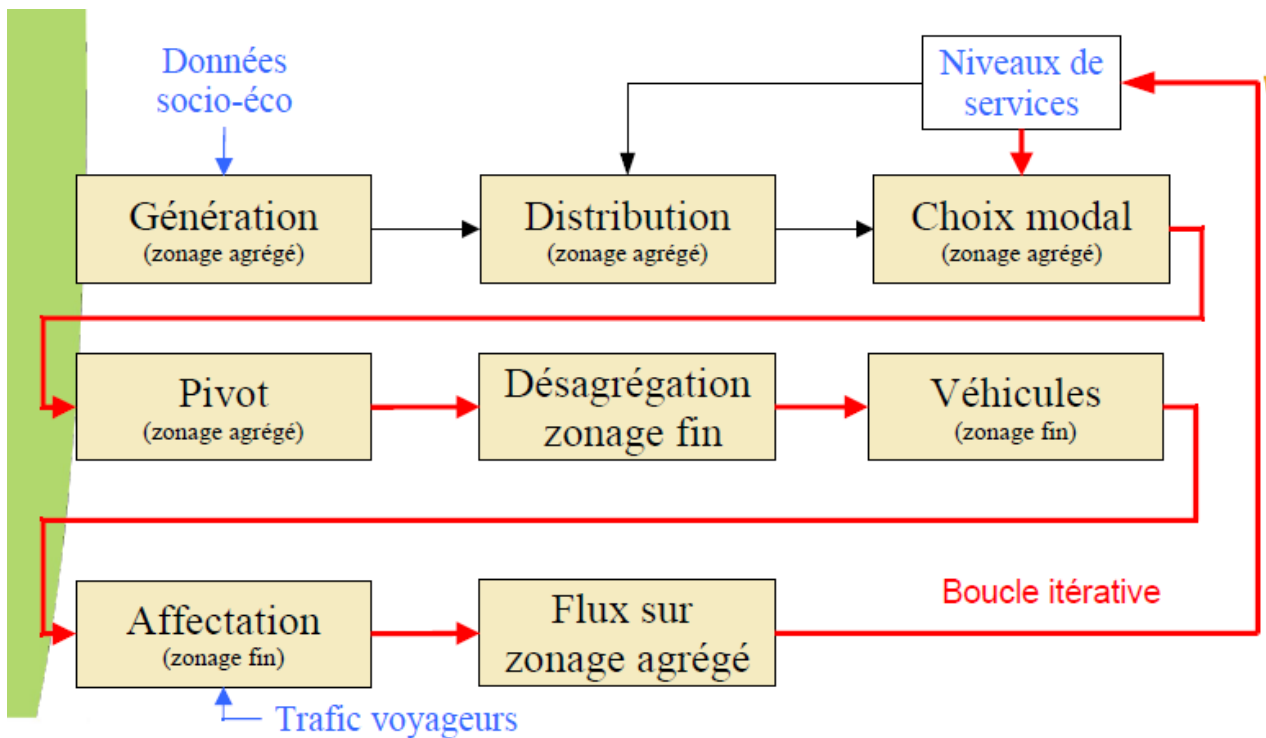 Données
socio-éco
Niveaux de
services
Génération
(zonage agrégé)
Distribution
(zonage agrégé)
Choix modal
(zonage agrégé)
Pivot
(zonage agrégé)
Désagrégation
zonage fin
Véhicules
(zonage fin)
Affectation
(zonage fin)
Flux sur
zonage agrégé
Boucle itérative
Trafic voyageurs